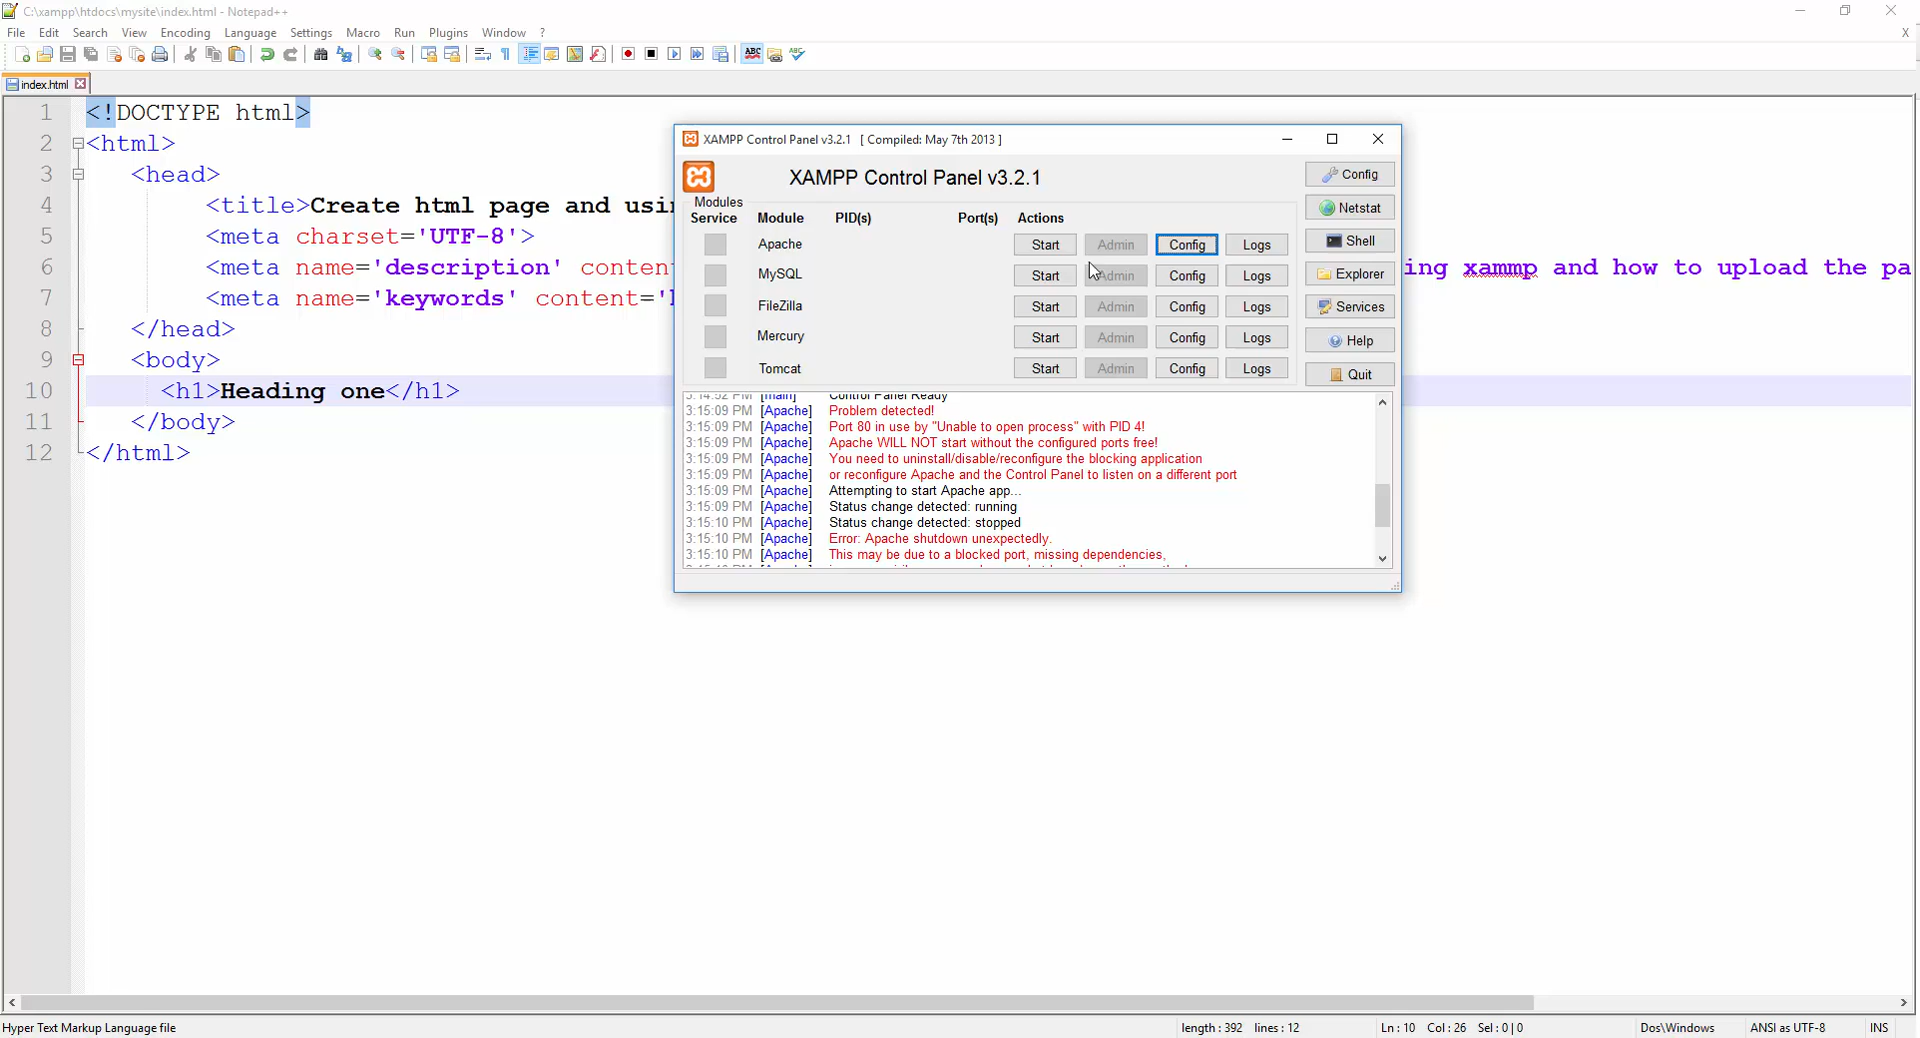 C:\xampp\htdocs\mysite\index.html - Notepad++
File Edit Search View Encoding Language Settings Macro Run Plugins Window ? X
index.html
1 <!DOCTYPE html>
2 <html>
3 <head>
4 <title>Create html page and usi
5 <meta charset='UTF-8'>
6 <meta name='description' conten ing xammp and how to upload the pa
7 <meta name='keywords' content='
8 </head>
9 <body>
10 <h1>Heading one</h1>
11 </body>
12 </html>
XAMPP Control Panel v3.2.1 [ Compiled: May 7th 2013 ]
XAMPP Control Panel v3.2.1
Modules
Service Module PID(s) Port(s) Actions
Apache Start Admin Config Logs
MySQL Start Admin Config Logs
FileZilla Start Admin Config Logs
Mercury Start Admin Config Logs
Tomcat Start Admin Config Logs
Config
Netstat
Shell
Explorer
Services
Help
Quit
3:14:52 PM [main] Control Panel Ready
3:15:09 PM [Apache] Problem detected!
3:15:09 PM [Apache] Port 80 in use by "Unable to open process" with PID 4!
3:15:09 PM [Apache] Apache WILL NOT start without the configured ports free!
3:15:09 PM [Apache] You need to uninstall/disable/reconfigure the blocking application
3:15:09 PM [Apache] or reconfigure Apache and the Control Panel to listen on a different port
3:15:09 PM [Apache] Attempting to start Apache app...
3:15:09 PM [Apache] Status change detected: running
3:15:10 PM [Apache] Status change detected: stopped
3:15:10 PM [Apache] Error: Apache shutdown unexpectedly.
3:15:10 PM [Apache] This may be due to a blocked port, missing dependencies,
Hyper Text Markup Language file length : 392 lines : 12 Ln : 10 Col : 26 Sel : 0 | 0 Dos\Windows ANSI as UTF-8 INS